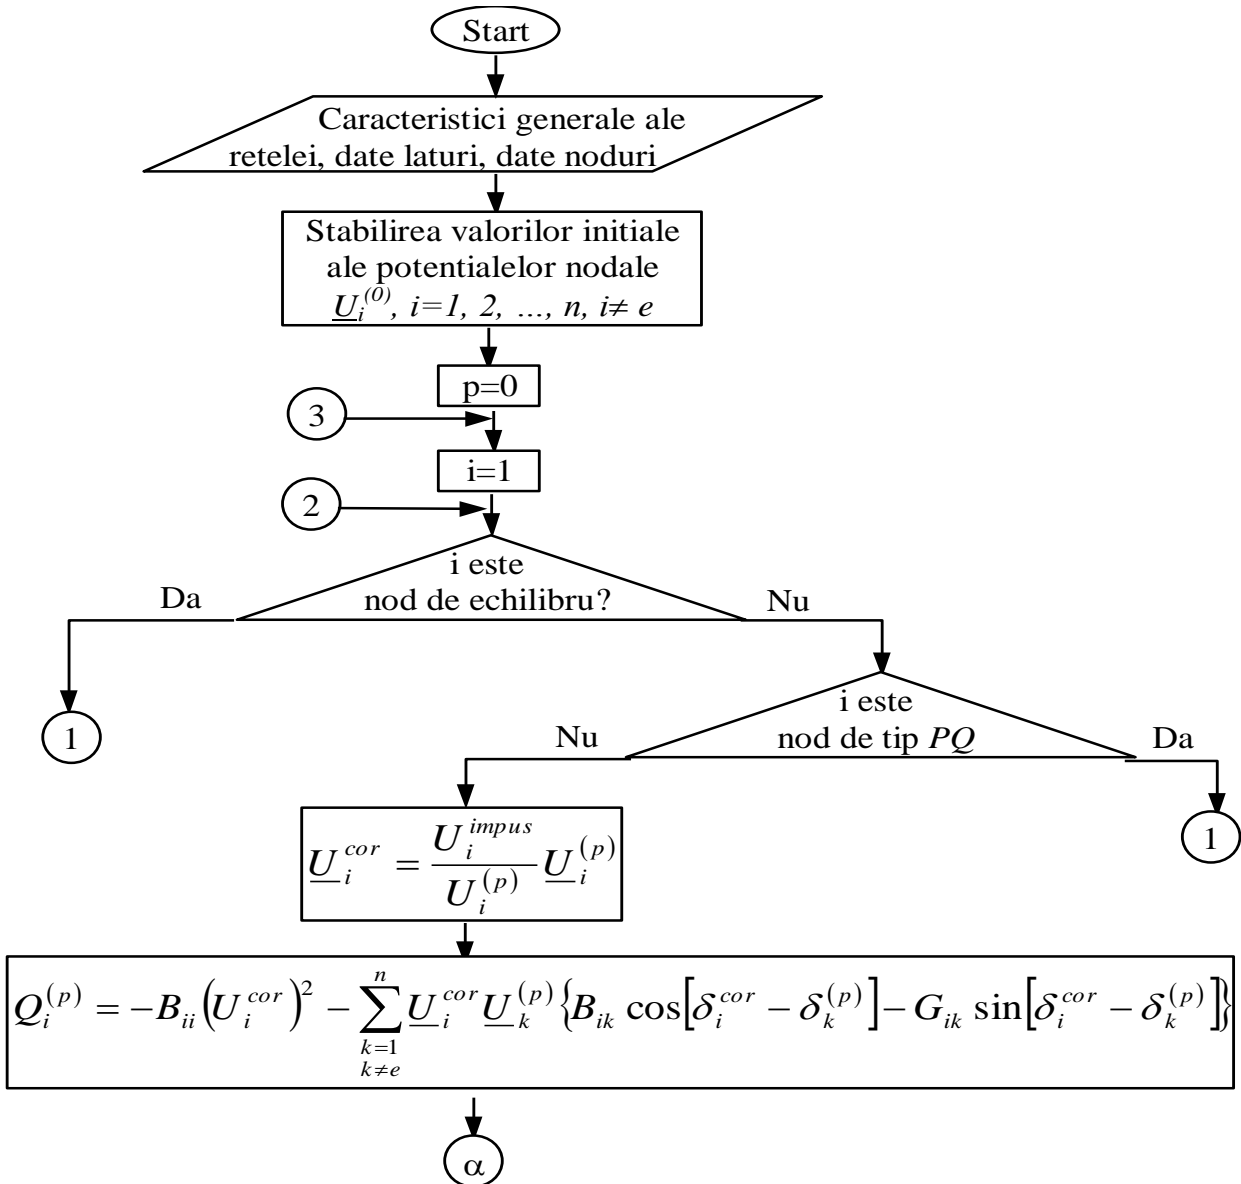 Start
Caracteristici generale ale
retelei, date laturi, date noduri
Stabilirea valorilor initiale
ale potentialelor nodale
U_i^(0), i=1, 2, ..., n, i≠ e
p=0
3
i=1
2
i este
nod de echilibru?
Da
Nu
1
i este
nod de tip PQ
Nu
Da
1
U_i^cor = (U_i^impus / U_i^(p)) U_i^(p)
Q_i^(p) = −B_ii (U_i^cor)^2 − ∑_{k=1, k≠e}^n U_i^cor U_k^(p) {B_ik cos[δ_i^cor − δ_k^(p)] − G_ik sin[δ_i^cor − δ_k^(p)]}
α